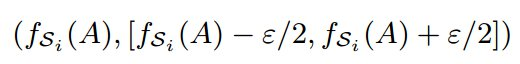 (f_{𝒮_i}(A), [f_{𝒮_i}(A) − ε/2, f_{𝒮_i}(A) + ε/2])